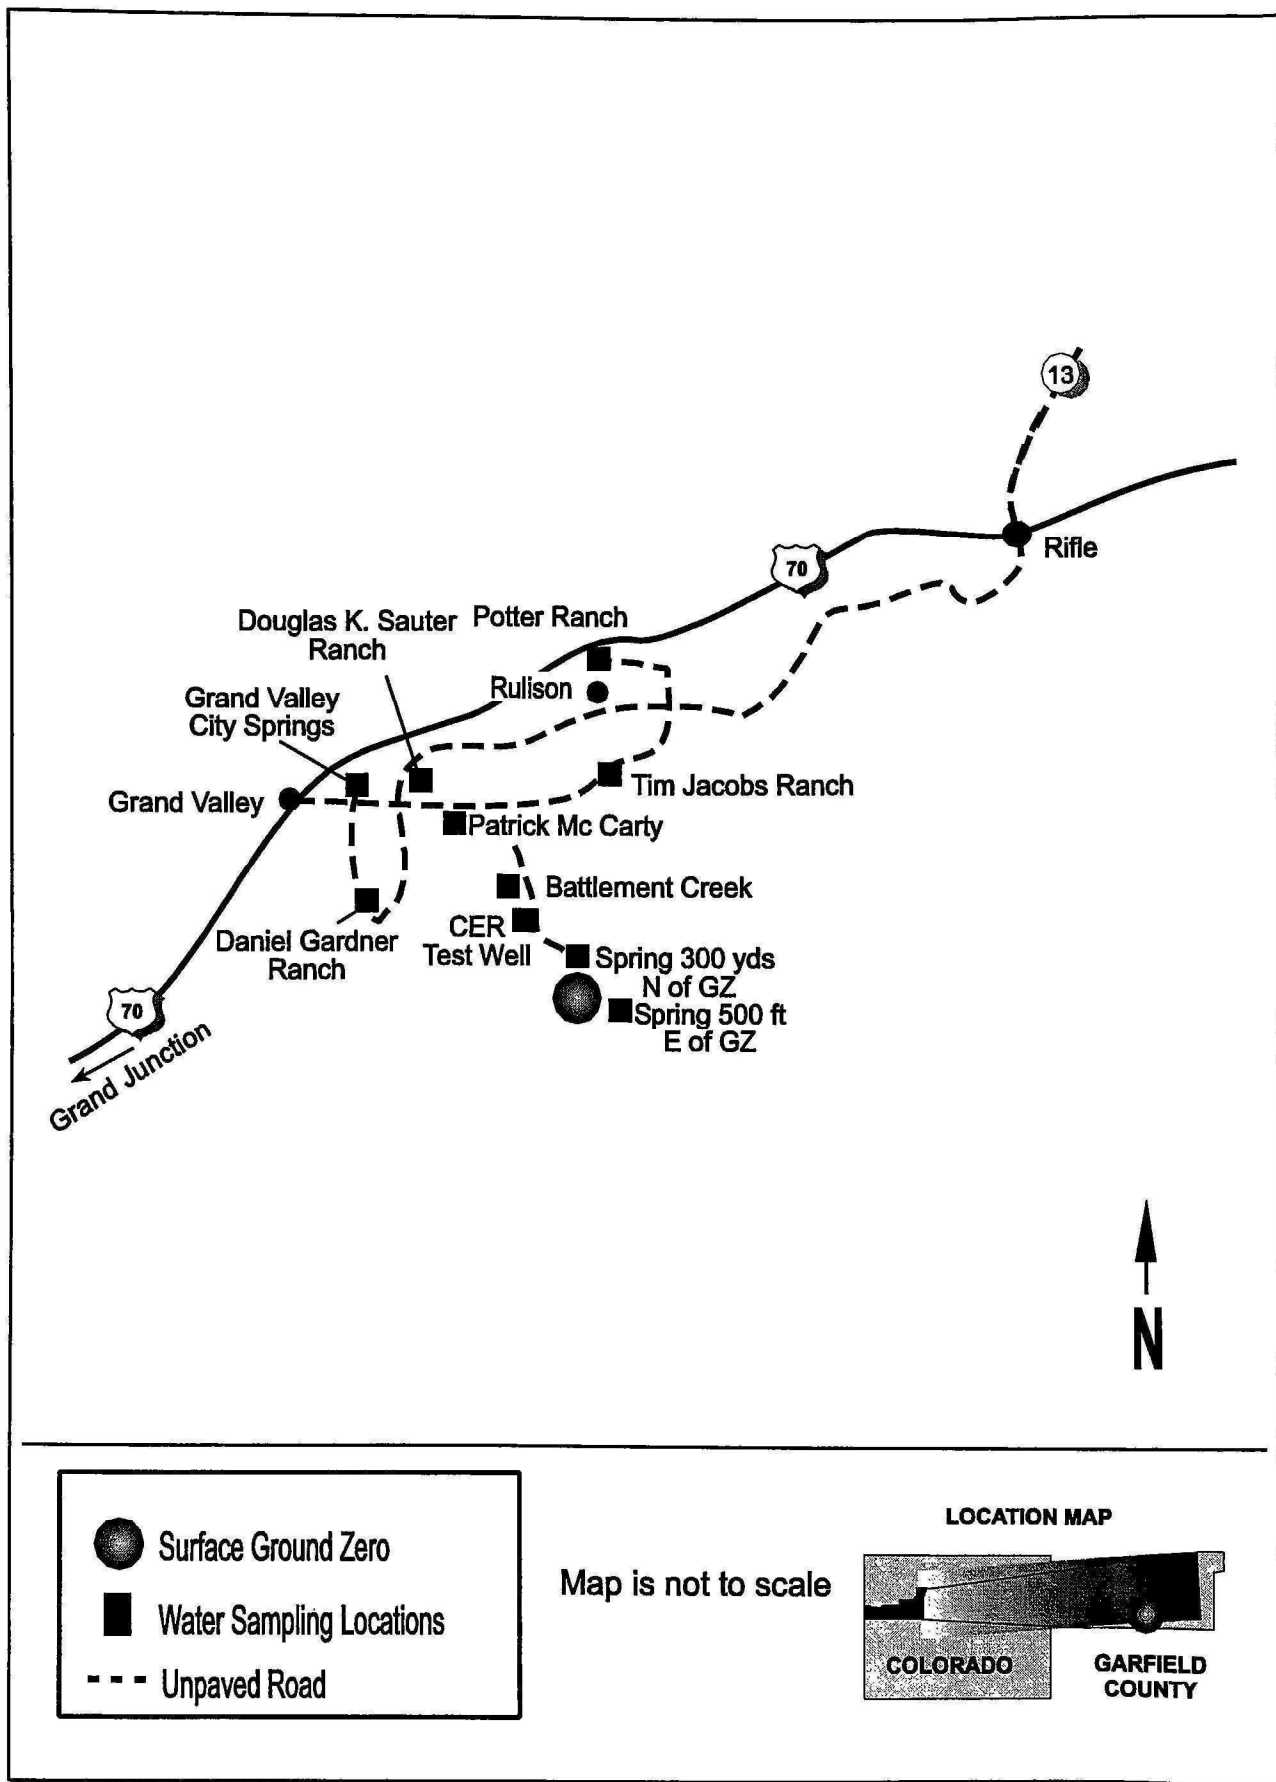 13
Rifle
70
Douglas K. Sauter
Ranch
Potter Ranch
Rulison
Grand Valley
City Springs
Grand Valley
Tim Jacobs Ranch
Patrick Mc Carty
Battlement Creek
CER
Test Well
Daniel Gardner
Ranch
Spring 300 yds
N of GZ
Spring 500 ft
E of GZ
70
Grand Junction
N
Surface Ground Zero
Water Sampling Locations
Unpaved Road
Map is not to scale
LOCATION MAP
COLORADO
GARFIELD
COUNTY